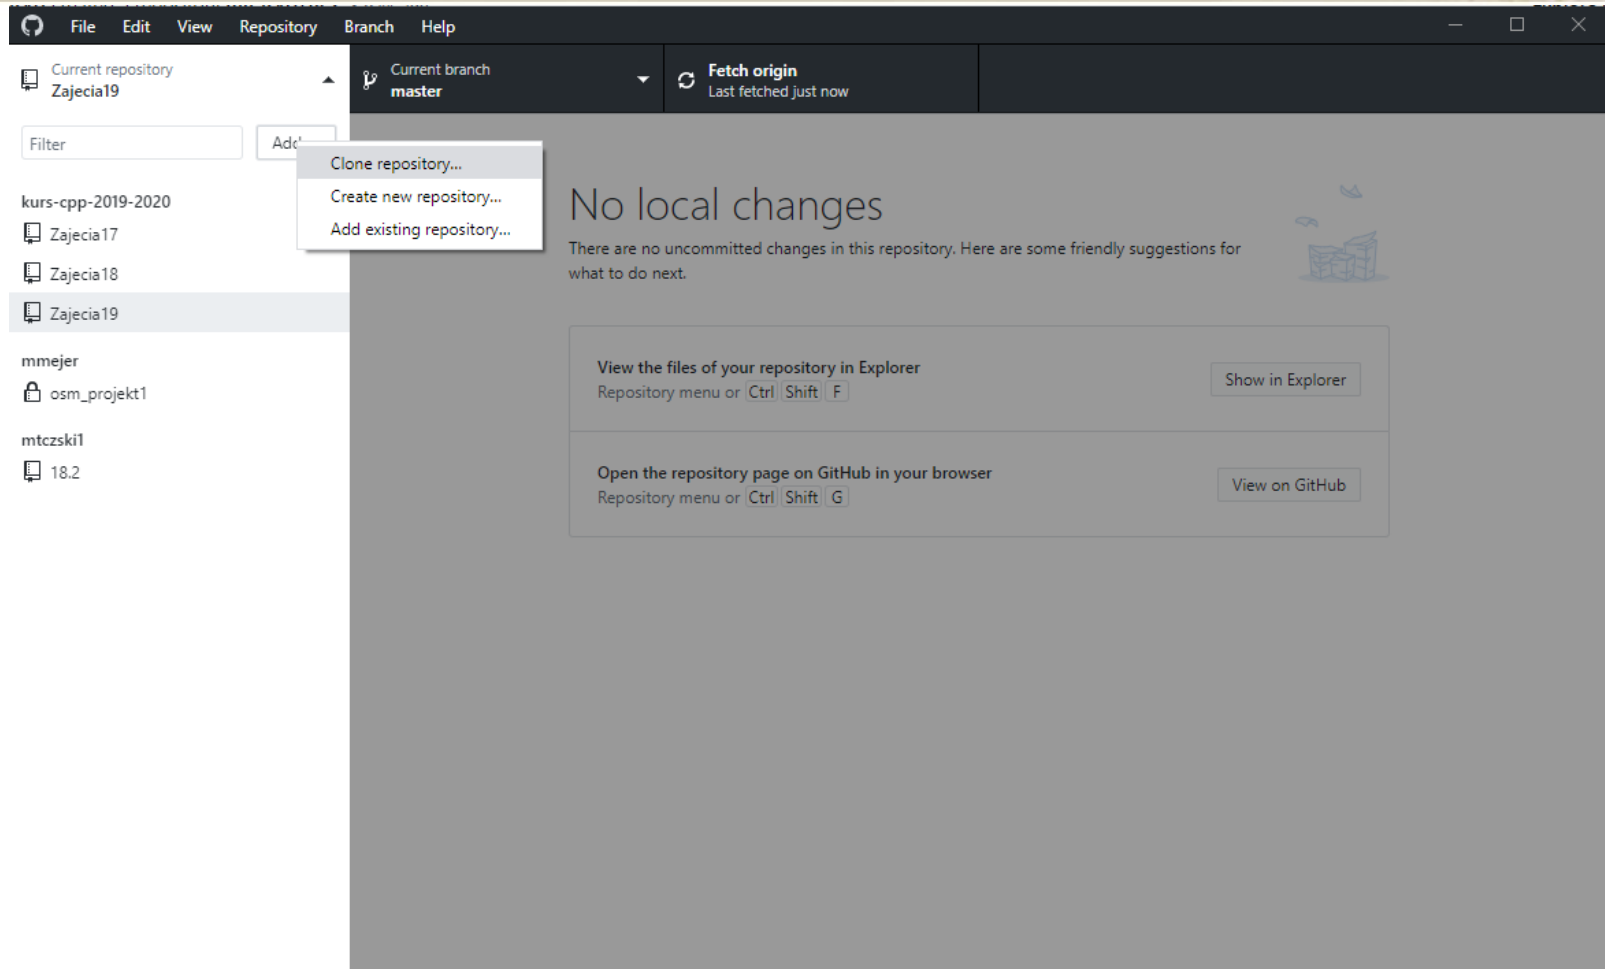 File Edit View Repository Branch Help
Current repository
Zajecia19
Current branch
master
Fetch origin
Last fetched just now
Filter
Clone repository...
Create new repository...
Add existing repository...
kurs-cpp-2019-2020
Zajecia17
Zajecia18
Zajecia19
mmejer
osm_projekt1
mtczski1
18.2
No local changes
There are no uncommitted changes in this repository. Here are some friendly suggestions for
what to do next.
View the files of your repository in Explorer
Repository menu or Ctrl Shift F
Show in Explorer
Open the repository page on GitHub in your browser
Repository menu or Ctrl Shift G
View on GitHub